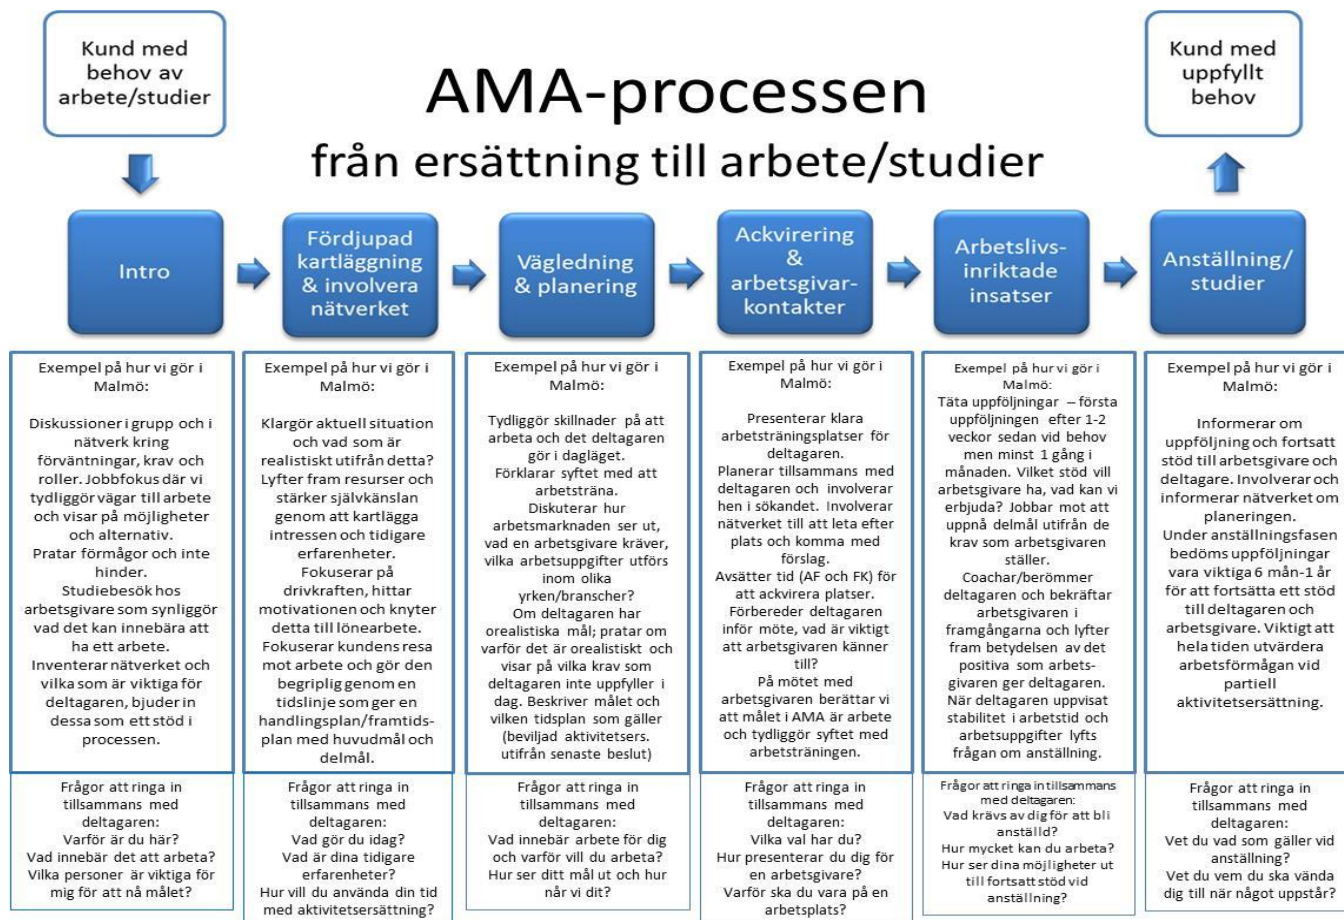 Kund med
behov av
arbete/studier
AMA-processen
från ersättning till arbete/studier
Kund med
uppfyllt
behov
Intro
Fördjupad
kartläggning
& involvera
nätverket
Vägledning
& planering
Ackvirering
&
arbetsgivar-
kontakter
Arbetslivs-
inriktade
insatser
Anställning/
studier
Exempel på hur vi gör i
Malmö:
Diskussioner i grupp och i
nätverk kring
förväntningar, krav och
roller. Jobbfokus där vi
tydliggör vägar till arbete
och visar på möjligheter
och alternativ.
Pratar förmågor och inte
hinder.
Studiebesök hos
arbetsgivare som synliggör
vad det kan innebära att
ha ett arbete.
Inventerar nätverket och
vilka som är viktiga för
deltagaren, bjuder in
dessa som ett stöd i
processen.
Exempel på hur vi gör i
Malmö:
Klargör aktuell situation
och vad som är
realistiskt utifrån detta?
Lyfter fram resurser och
stärker självkänslan
genom att kartlägga
intressen och tidigare
erfarenheter.
Fokuserar på
drivkraften, hittar
motivationen och knyter
detta till lönearbete.
Fokuserar kundens resa
mot arbete och gör den
begriplig genom en
tidslinje som ger en
handlingsplan/framtids-
plan med huvudmål och
delmål.
Exempel på hur vi gör i
Malmö:
Tydliggör skillnader på att
arbeta och det deltagaren
gör i dagläget.
Förklarar syftet med att
arbetsträna.
Diskuterar hur
arbetsmarknaden ser ut,
vad en arbetsgivare kräver,
vilka arbetsuppgifter utförs
inom olika
yrken/branscher?
Om deltagaren har
orealistiska mål; pratar om
varför det är orealistiskt och
visar på vilka krav som
deltagaren inte uppfyller i
dag. Beskriver målet och
vilken tidsplan som gäller
(beviljad aktivitetsers.
utifrån senaste beslut)
Exempel på hur vi gör i
Malmö:
Presenterar klara
arbetsträningsplatser för
deltagaren.
Planerar tillsammans med
deltagaren och involverar
hen i sökandet. Involverar
nätverket till att leta efter
plats och komma med
förslag.
Avsätter tid (AF och FK) för
att ackvirera platser.
Förbereder deltagaren
inför möte, vad är viktigt
att arbetsgivaren känner
till?
På mötet med
arbetsgivaren berättar vi
att målet i AMA är arbete
och tydliggör syftet med
arbetsträningen.
Exempel på hur vi gör i
Malmö:
Täta uppföljningar – första
uppföljningen efter 1-2
veckor sedan vid behov
men minst 1 gång i
månaden. Vilket stöd vill
arbetsgivare ha, vad kan vi
erbjuda? Jobbar mot att
uppnå delmål utifrån de
krav som arbetsgivaren
ställer.
Coachar/berömmer
deltagaren och bekräftar
arbetsgivaren i
framgångarna och lyfter
fram betydelsen av det
positiva som arbets-
givaren ger deltagaren.
När deltagaren uppvisat
stabilitet i arbetstid och
arbetsuppgifter lyfts
frågan om anställning.
Exempel på hur vi gör i
Malmö:
Informerar om
uppföljning och fortsatt
stöd till arbetsgivare och
deltagare. Involverar och
informerar nätverket om
planeringen.
Under anställningsfasen
bedöms uppföljningar
vara viktiga 6 mån-1 år
för att fortsätta ett stöd
till deltagaren och
arbetsgivare. Viktigt att
hela tiden utvärdera
arbetsförmågan vid
partiell
aktivitetsersättning.
Frågor att ringa in
tillsammans med
deltagaren:
Varför är du här?
Vad innebär det att arbeta?
Vilka personer är viktiga för
mig för att nå målet?
Frågor att ringa in
tillsammans med
deltagaren:
Vad gör du idag?
Vad är dina tidigare
erfarenheter?
Hur vill du använda din tid
med aktivitetsersättning?
Frågor att ringa in
tillsammans med
deltagaren:
Vad innebär arbete för dig
och varför vill du arbeta?
Hur ser ditt mål ut och hur
når vi dit?
Frågor att ringa in
tillsammans med
deltagaren:
Vilka val har du?
Hur presenterar du dig för
en arbetsgivare?
Varför ska du vara på en
arbetsplats?
Frågor att ringa in tillsammans
med deltagaren:
Vad krävs av dig för att bli
anställd?
Hur mycket kan du arbeta?
Hur ser dina möjligheter ut
till fortsatt stöd vid
anställning?
Frågor att ringa in
tillsammans med
deltagaren:
Vet du vad som gäller vid
anställning?
Vet du vem du ska vända
dig till när något uppstår?